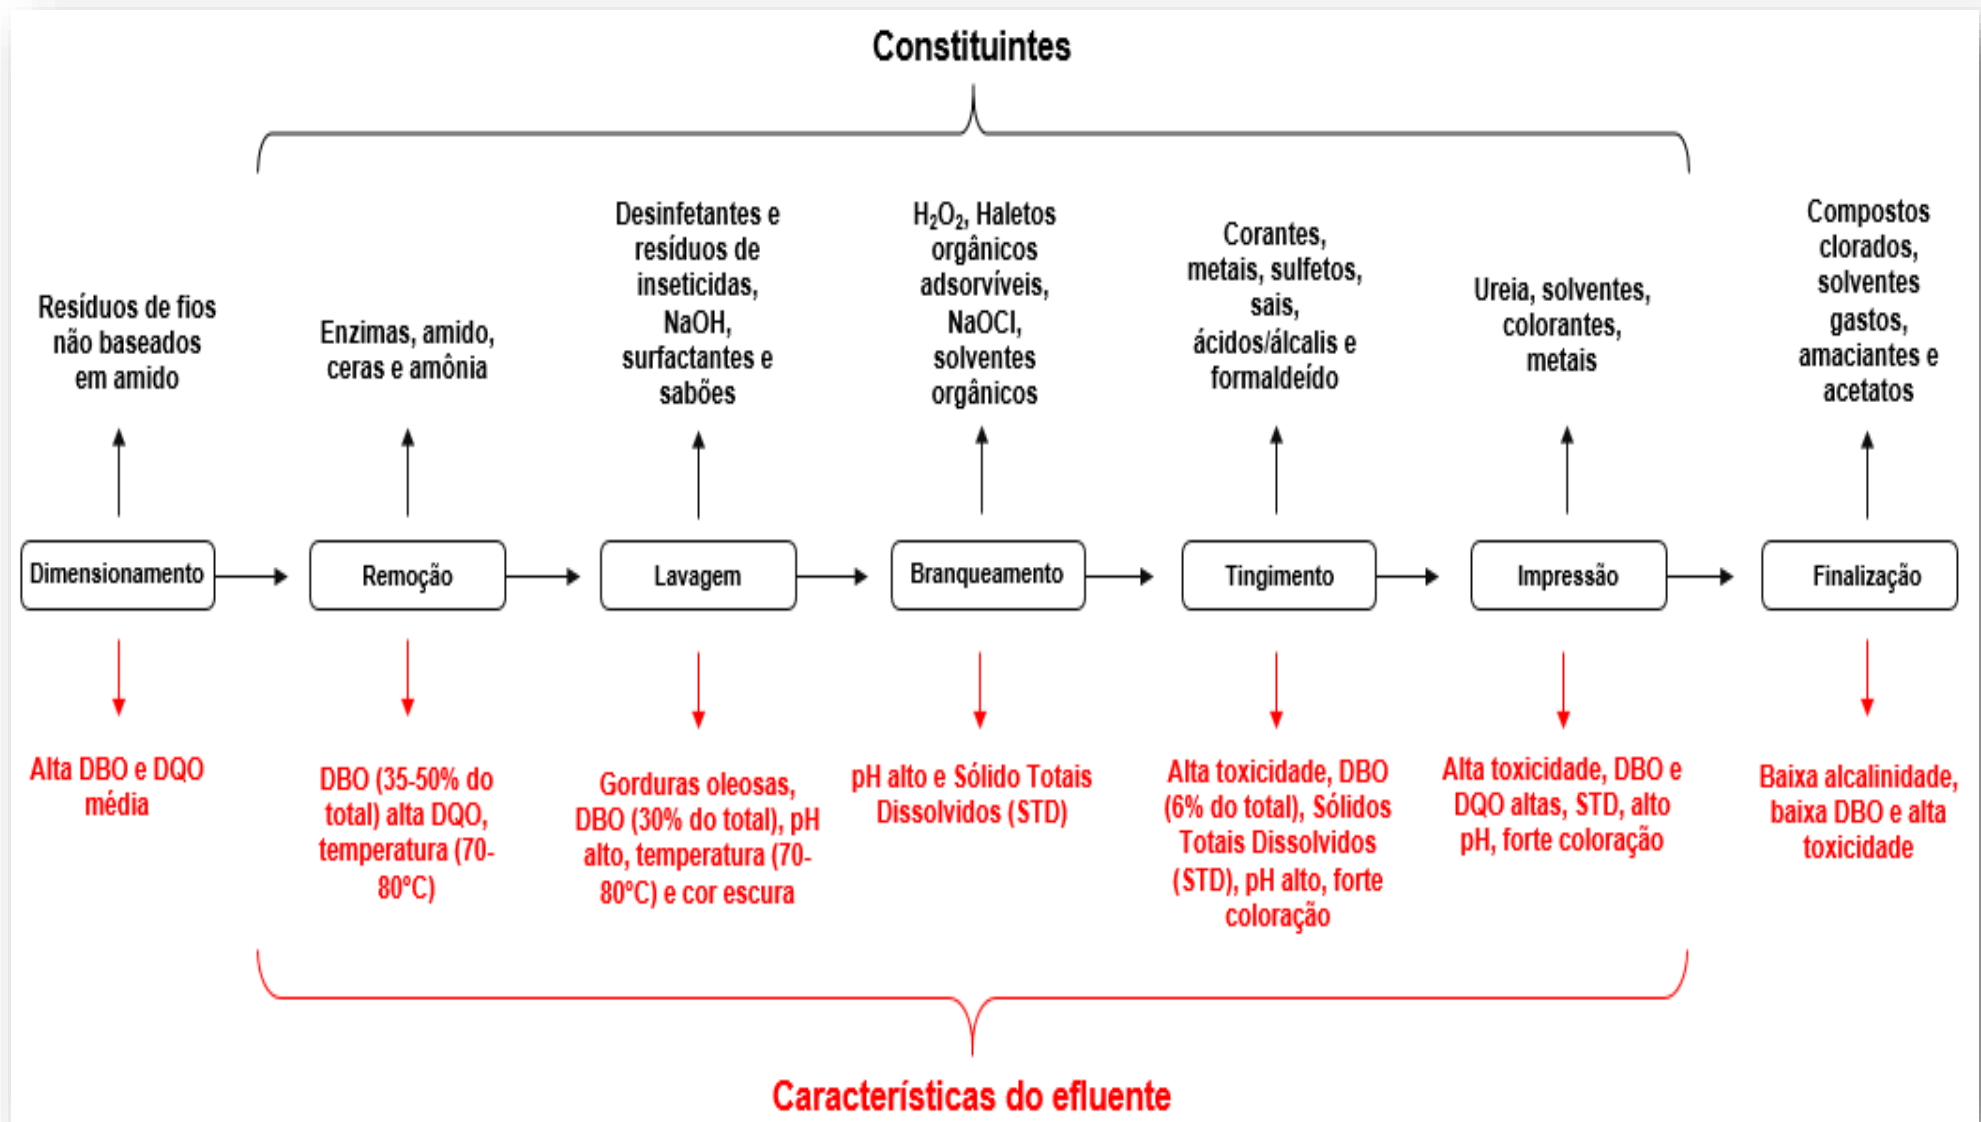 Constituintes
Resíduos de fios
não baseados
em amido
Enzimas, amido,
ceras e amônia
Desinfetantes e
resíduos de
inseticidas,
NaOH,
surfactantes e
sabões
H₂O₂, Haletos
orgânicos
adsorvíveis,
NaOCl,
solventes
orgânicos
Corantes,
metais, sulfetos,
sais,
ácidos/álcalis e
formaldeído
Ureia, solventes,
colorantes,
metais
Compostos
clorados,
solventes
gastos,
amaciantes e
acetatos
Dimensionamento
Remoção
Lavagem
Branqueamento
Tingimento
Impressão
Finalização
Alta DBO e DQO
média
DBO (35-50% do
total) alta DQO,
temperatura (70-
80ºC)
Gorduras oleosas,
DBO (30% do total), pH
alto, temperatura (70-
80ºC) e cor escura
pH alto e Sólido Totais
Dissolvidos (STD)
Alta toxicidade, DBO
(6% do total), Sólidos
Totais Dissolvidos
(STD), pH alto, forte
coloração
Alta toxicidade, DBO e
DQO altas, STD, alto
pH, forte coloração
Baixa alcalinidade,
baixa DBO e alta
toxicidade
Características do efluente